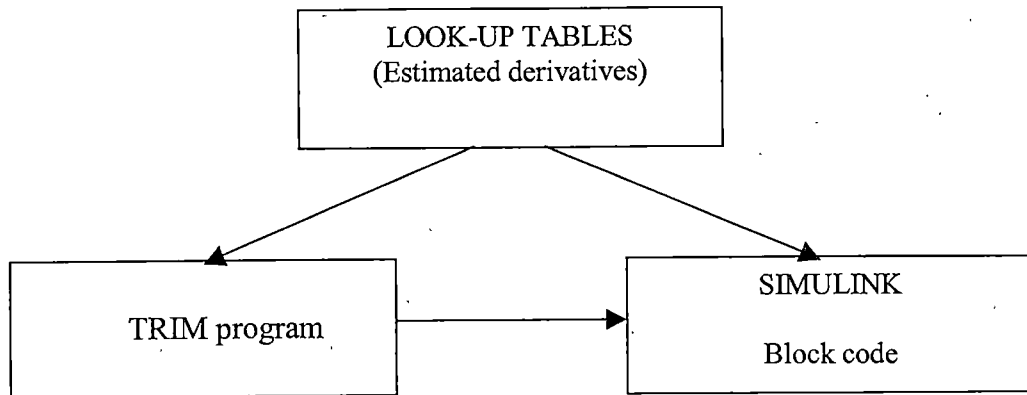 LOOK-UP TABLES
(Estimated derivatives)
TRIM program
SIMULINK
Block code